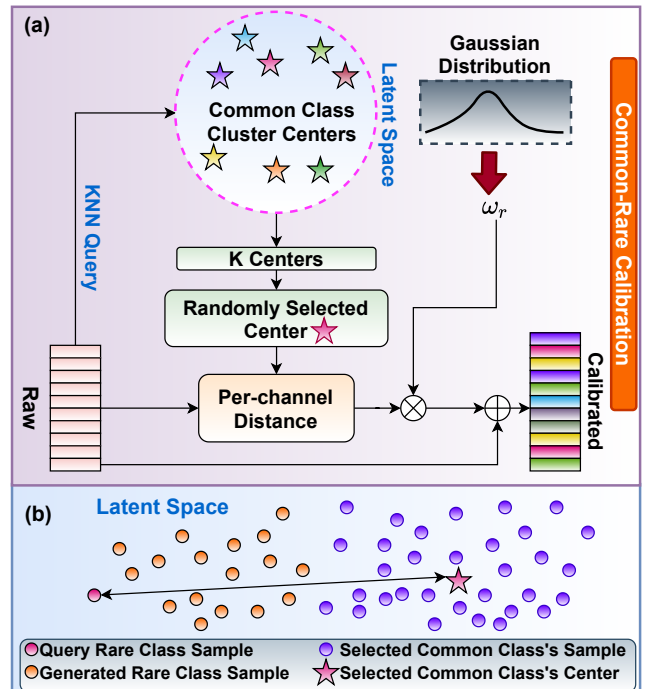 (a)
Gaussian
Distribution
Common Class
Cluster Centers
Latent Space
Common-Rare Calibration
KNN Query
ω_r
K Centers
Randomly Selected
Center
Per-channel
Distance
Raw
Calibrated
(b)
Latent Space
Query Rare Class Sample
Selected Common Class's Sample
Generated Rare Class Sample
Selected Common Class's Center